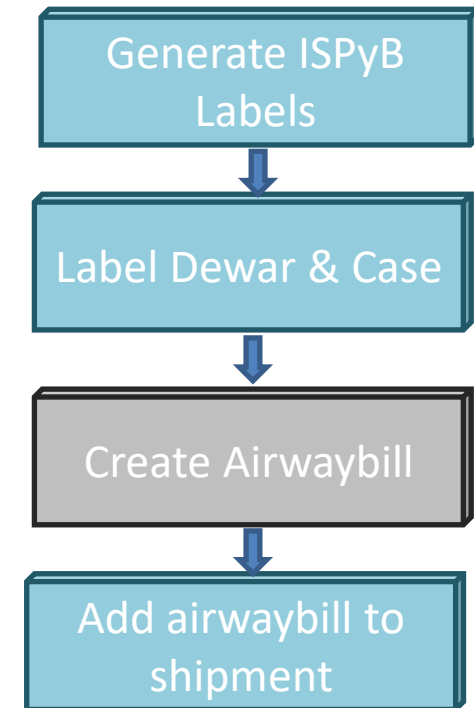 Generate ISPyB
Labels
Label Dewar & Case
Create Airwaybill
Add airwaybill to
shipment